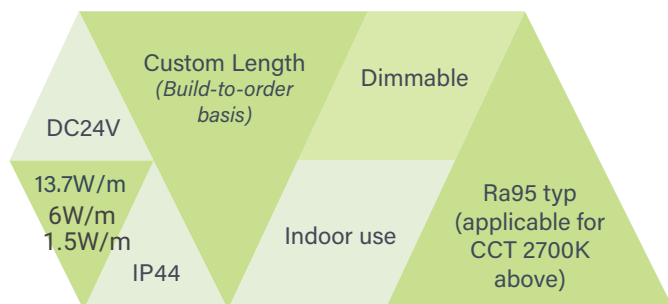 Custom Length
(Build-to-order
basis)
Dimmable
DC24V
13.7W/m
6W/m
1.5W/m
IP44
Indoor use
Ra95 typ
(applicable for
CCT 2700K
above)